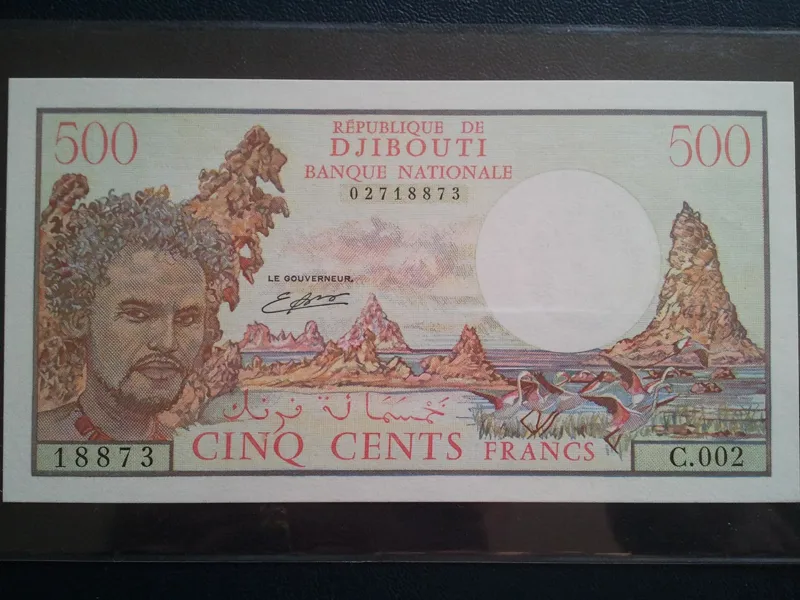 500
RÉPUBLIQUE DE
DJIBOUTI
BANQUE NATIONALE
500
02718873
LE GOUVERNEUR.
خمسمائة فرنك
CINQ CENTS FRANCS
18873
C.002